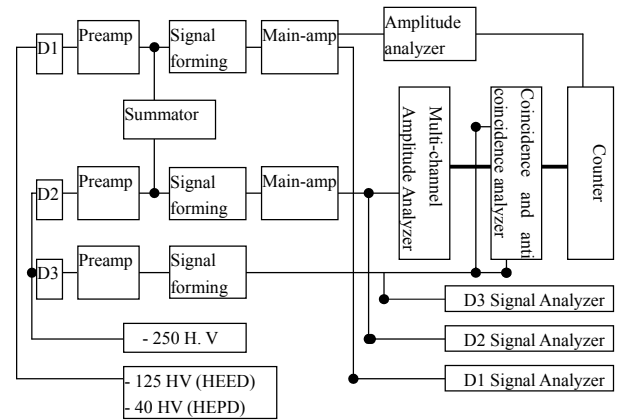 D1
Preamp
Signal
forming
Main-amp
Amplitude
analyzer
Summator
D2
Preamp
Signal
forming
Main-amp
Multi-channel
Amplitude Analyzer
Coincidence and anti
coincidence analyzer
Counter
D3
Preamp
Signal
forming
D3 Signal Analyzer
- 250 H. V
D2 Signal Analyzer
- 125 HV (HEED)
- 40 HV (HEPD)
D1 Signal Analyzer